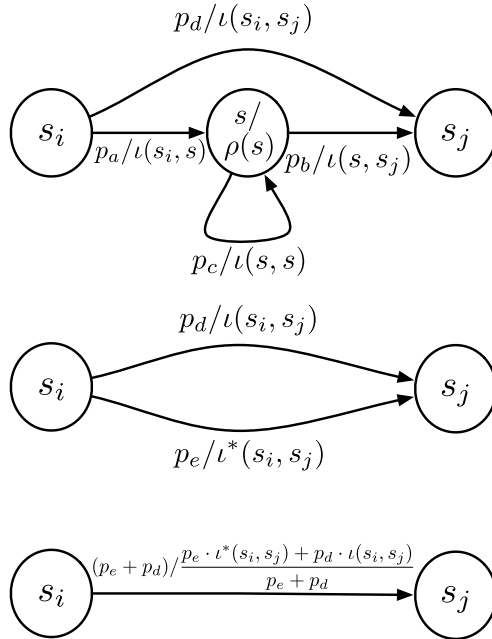 p_d/ι(s_i, s_j)
s_i
s/
ρ(s)
s_j
p_a/ι(s_i, s)
p_b/ι(s, s_j)
p_c/ι(s, s)
p_d/ι(s_i, s_j)
s_i
s_j
p_e/ι*(s_i, s_j)
s_i
(p_e + p_d)/ \frac{p_e · ι*(s_i, s_j) + p_d · ι(s_i, s_j)}{p_e + p_d}
s_j